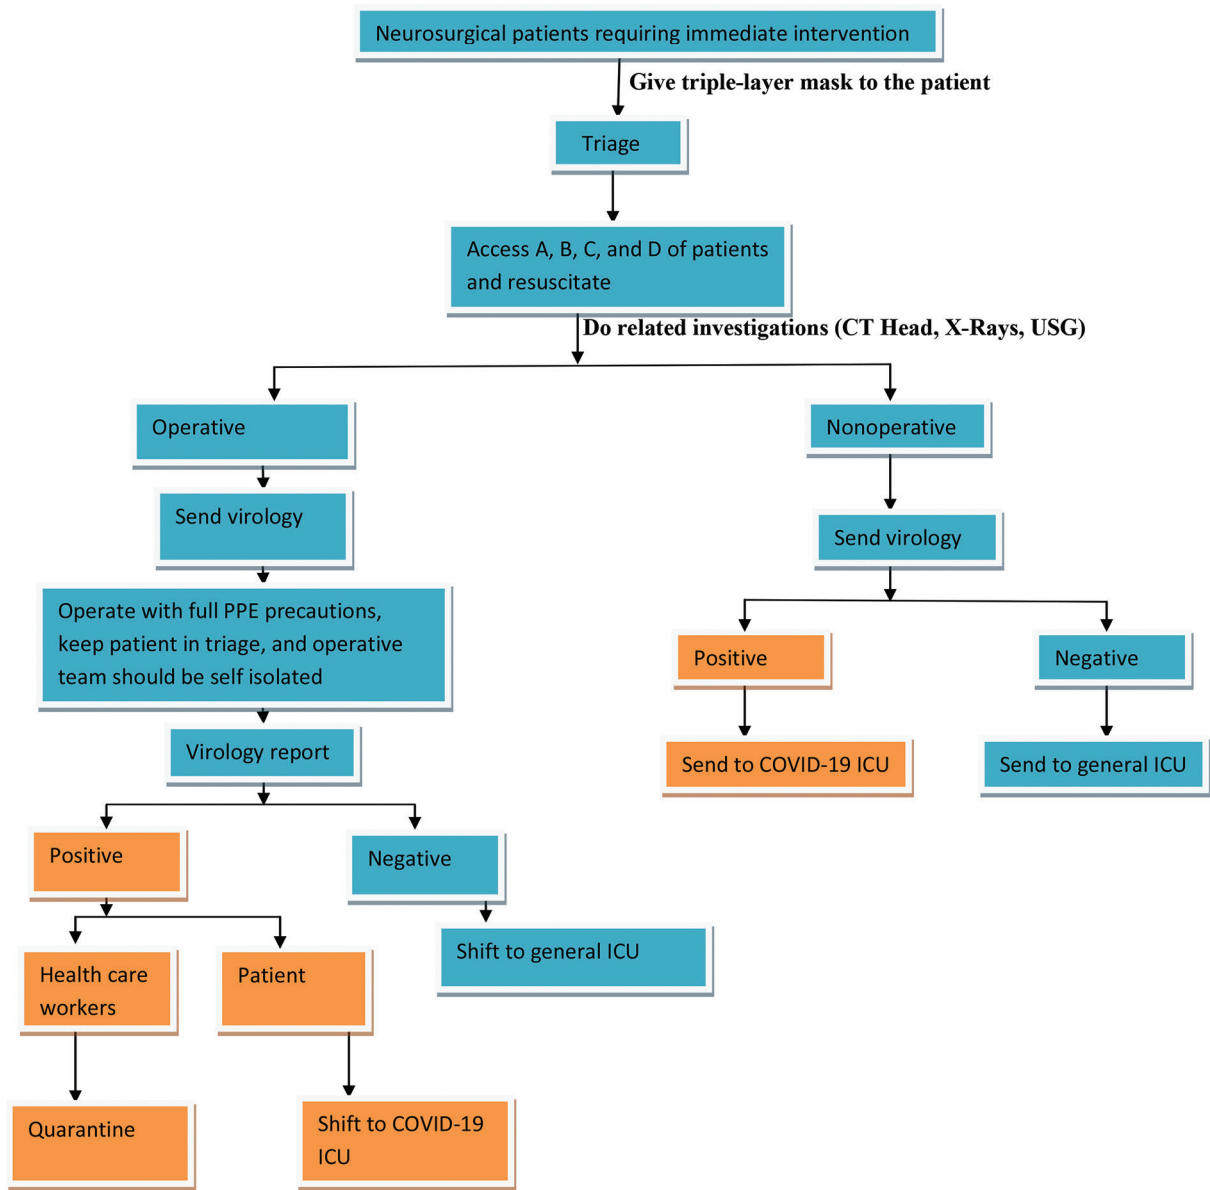 Neurosurgical patients requiring immediate intervention
Give triple-layer mask to the patient
Triage
Access A, B, C, and D of patients
and resuscitate
Do related investigations (CT Head, X-Rays, USG)
Operative
Nonoperative
Send virology
Send virology
Operate with full PPE precautions,
keep patient in triage, and operative
team should be self isolated
Positive
Negative
Virology report
Send to COVID-19 ICU
Send to general ICU
Positive
Negative
Shift to general ICU
Health care
workers
Patient
Quarantine
Shift to COVID-19
ICU